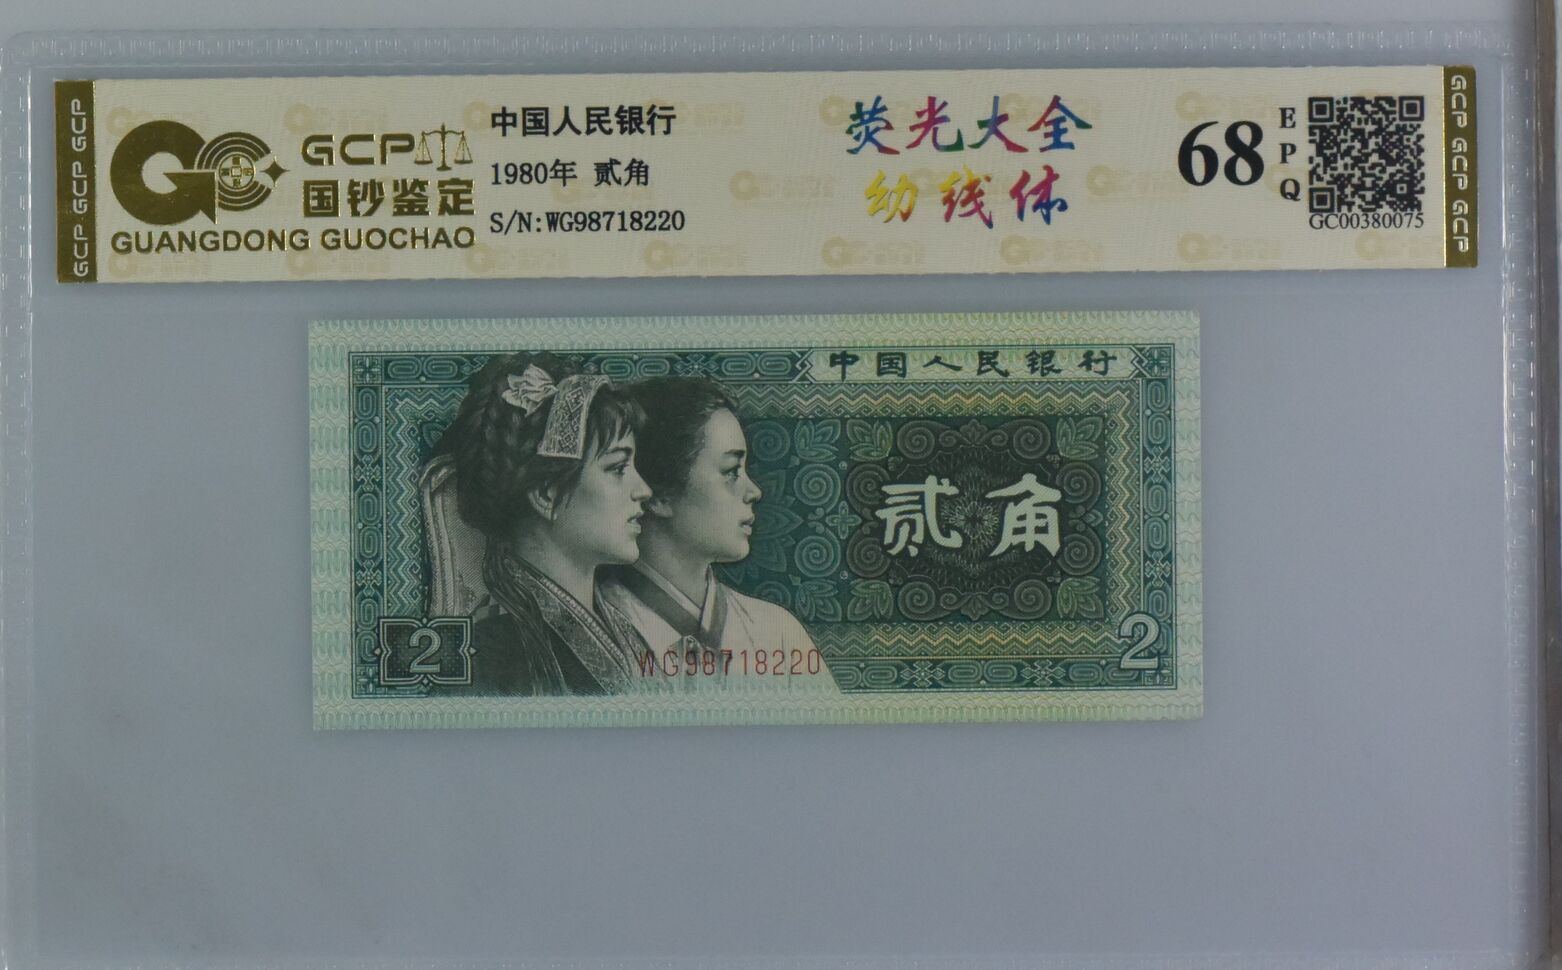 GCP GCP GCP
GCP
国钞鉴定
GUANGDONG GUOCHAO
中国人民银行
1980年 贰角
S/N:WG98718220
荧光大全
幼线体
68
EPQ
GC00380075
GCP GCP GCP
中国人民银行
贰角
2
WG98718220
2